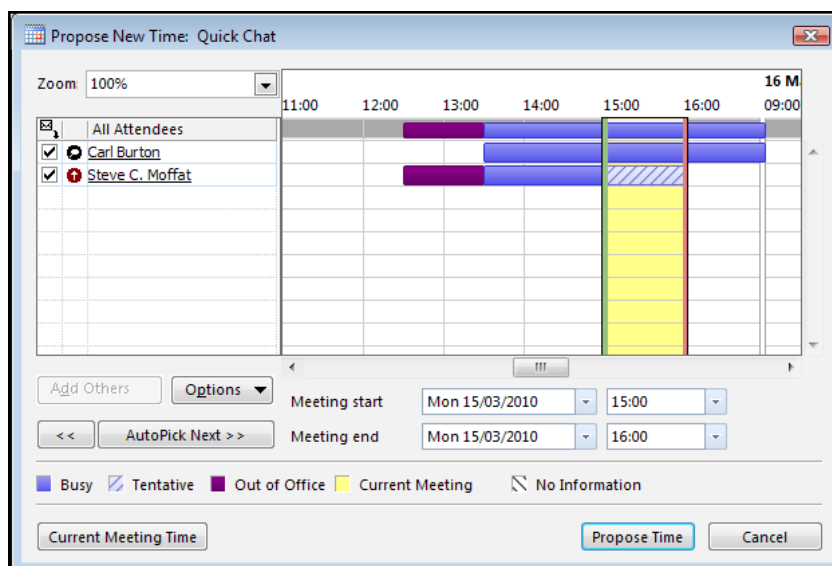 Propose New Time: Quick Chat
Zoom: 100%
16 M
11:00 12:00 13:00 14:00 15:00 16:00 09:00
All Attendees
Carl Burton
Steve C. Moffat
Add Others Options
Meeting start Mon 15/03/2010 15:00
<< AutoPick Next >> Meeting end Mon 15/03/2010 16:00
Busy Tentative Out of Office Current Meeting No Information
Current Meeting Time Propose Time Cancel